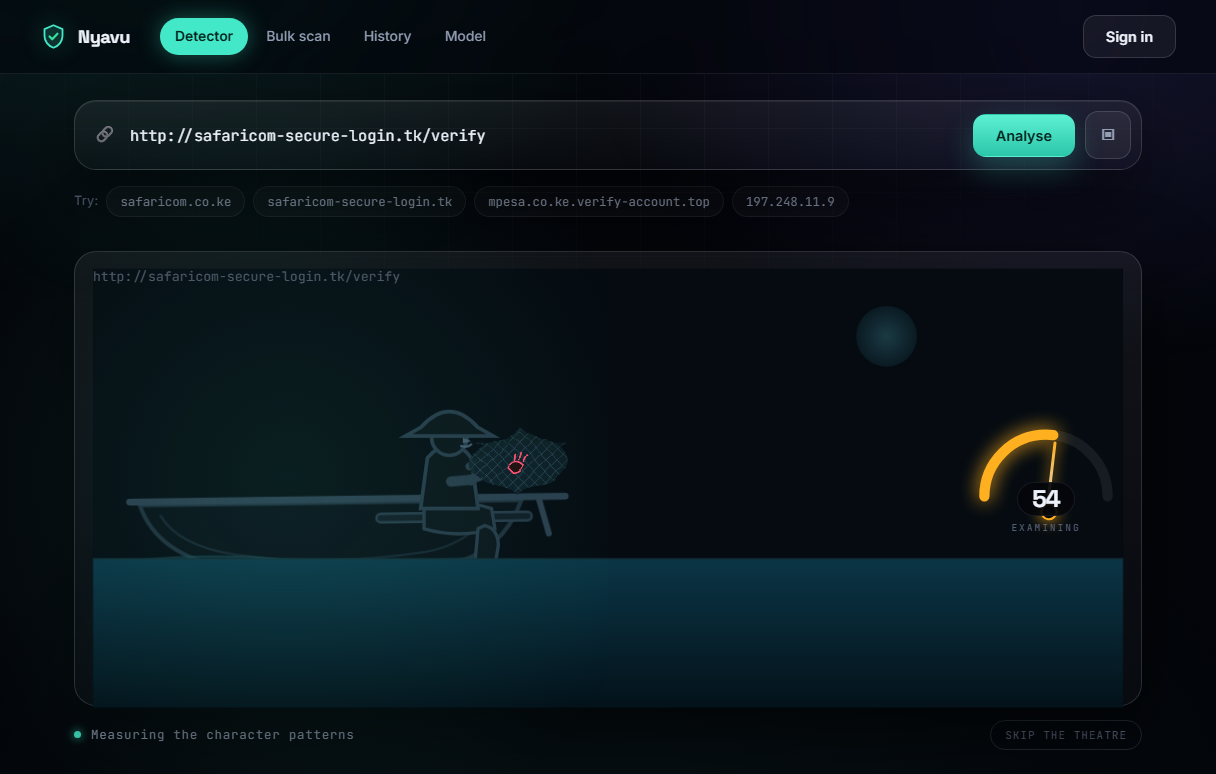 Nyavu Detector Bulk scan History Model Sign in
http://safaricom-secure-login.tk/verify Analyse
Try: safaricom.co.ke safaricom-secure-login.tk mpesa.co.ke.verify-account.top 197.248.11.9
http://safaricom-secure-login.tk/verify
54
EXAMINING
Measuring the character patterns SKIP THE THEATRE